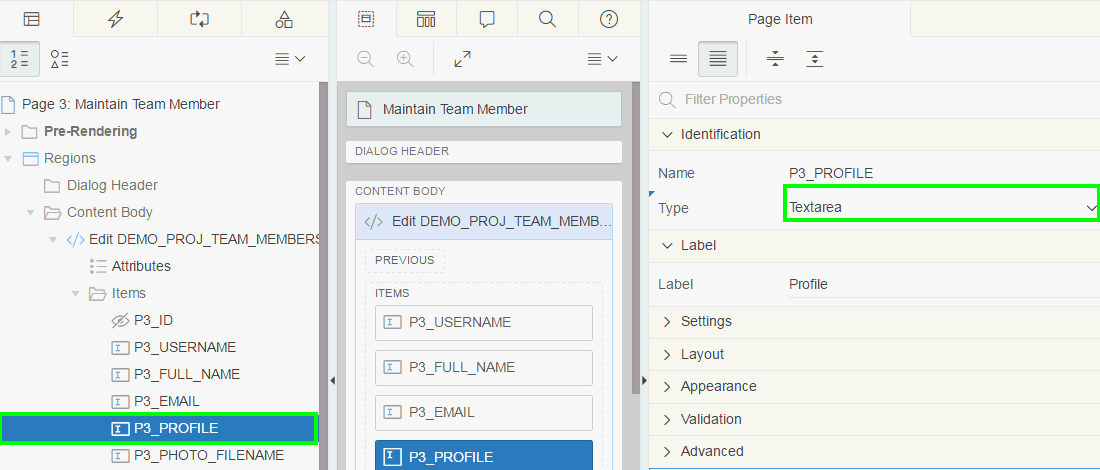 1
2
Page 3: Maintain Team Member
Pre-Rendering
Regions
Dialog Header
Content Body
Edit DEMO_PROJ_TEAM_MEMBERS
Attributes
Items
P3_ID
P3_USERNAME
P3_FULL_NAME
P3_EMAIL
P3_PROFILE
P3_PHOTO_FILENAME
Maintain Team Member
DIALOG HEADER
CONTENT BODY
Edit DEMO_PROJ_TEAM_MEMB...
PREVIOUS
ITEMS
P3_USERNAME
P3_FULL_NAME
P3_EMAIL
P3_PROFILE
Page Item
Filter Properties
Identification
Name P3_PROFILE
Type Textarea
Label
Label Profile
Settings
Layout
Appearance
Validation
Advanced